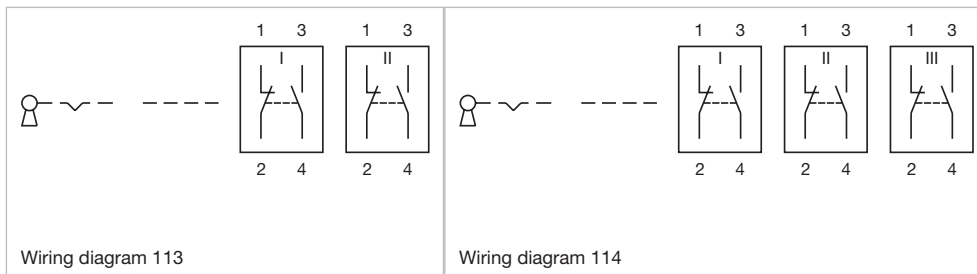 1 3 1 3
I II
2 4 2 4
Wiring diagram 113
1 3 1 3 1 3
I II III
2 4 2 4 2 4
Wiring diagram 114